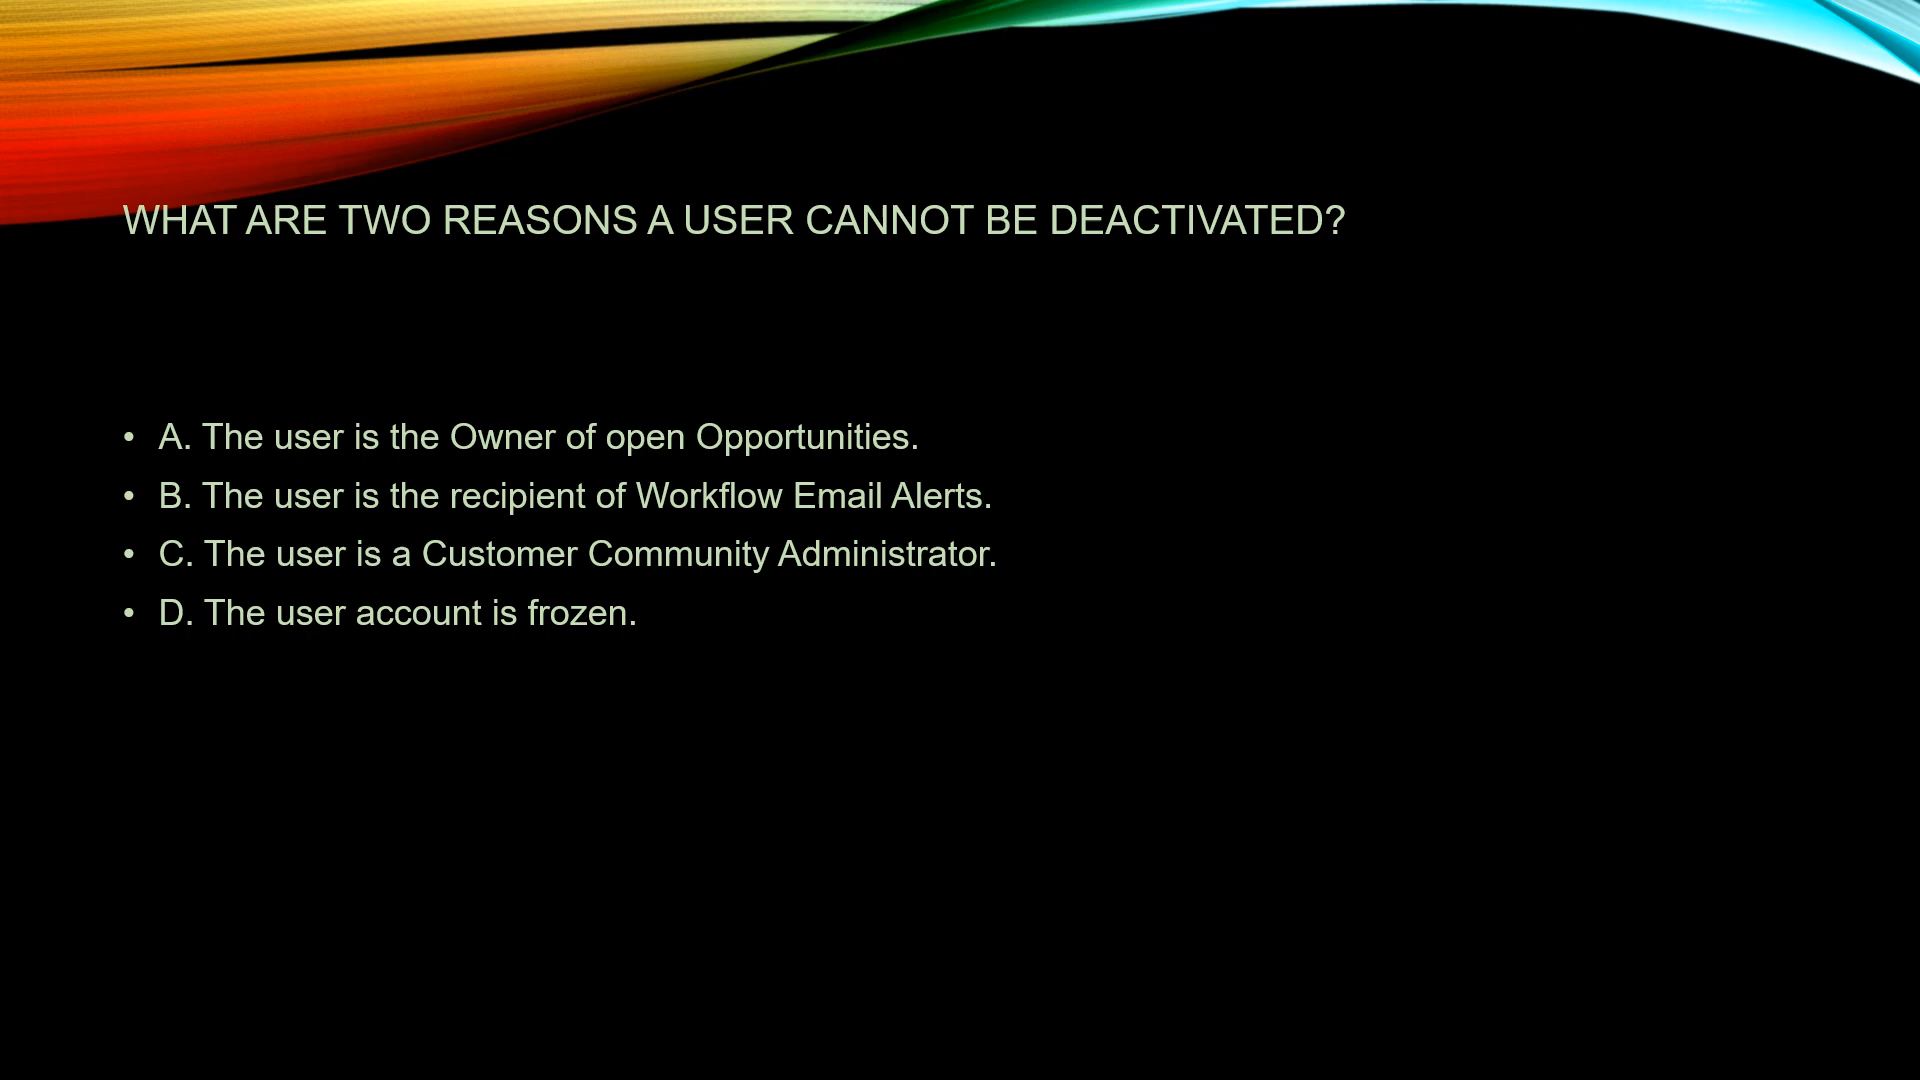 WHAT ARE TWO REASONS A USER CANNOT BE DEACTIVATED?
• A. The user is the Owner of open Opportunities.
• B. The user is the recipient of Workflow Email Alerts.
• C. The user is a Customer Community Administrator.
• D. The user account is frozen.